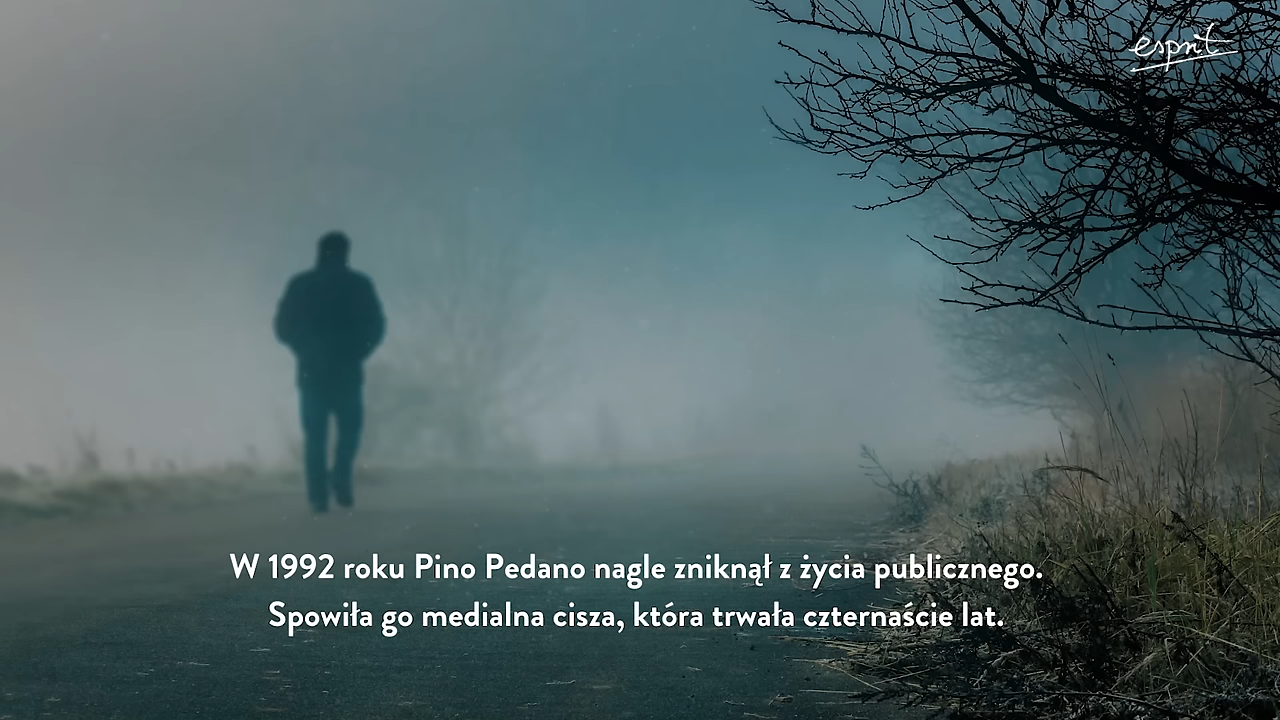 esprit
W 1992 roku Pino Pedano nagle zniknął z życia publicznego.
Spowiła go medialna cisza, która trwała czternaście lat.